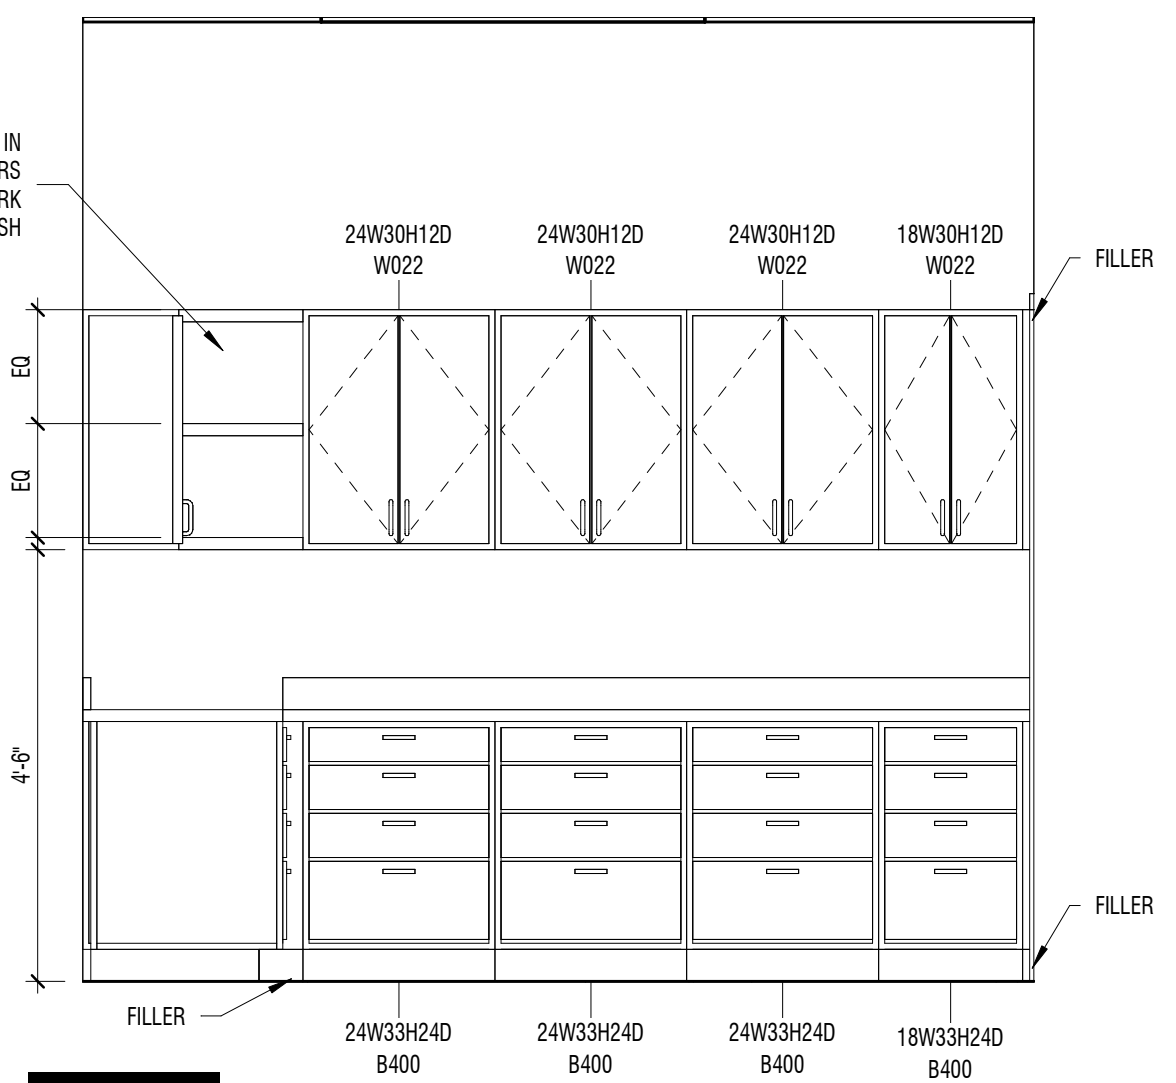 IN
RS
RK
SH
24W30H12D
W022
24W30H12D
W022
24W30H12D
W022
18W30H12D
W022
FILLER
EQ
EQ
4'-6"
FILLER
FILLER
24W33H24D
B400
24W33H24D
B400
24W33H24D
B400
18W33H24D
B400